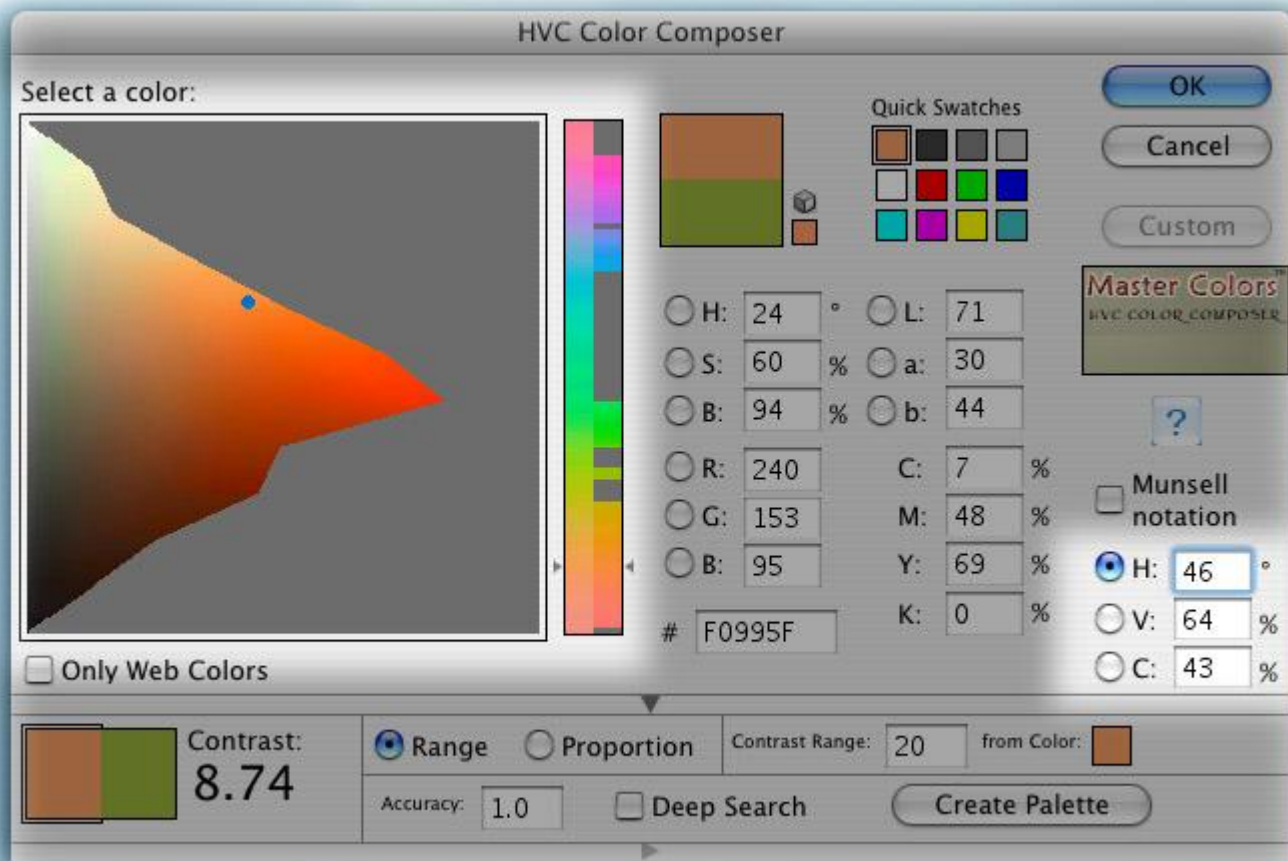 HVC Color Composer
Select a color:
Quick Swatches
OK
Cancel
Custom
Master Colors™
HVC COLOR COMPOSER
H: 24 °
S: 60 %
B: 94 %
R: 240
G: 153
B: 95
# F0995F
L: 71
a: 30
b: 44
C: 7 %
M: 48 %
Y: 69 %
K: 0 %
?
Munsell
notation
H: 46 °
V: 64 %
C: 43 %
Only Web Colors
Contrast:
8.74
Range Proportion
Contrast Range: 20 from Color:
Accuracy: 1.0 Deep Search
Create Palette